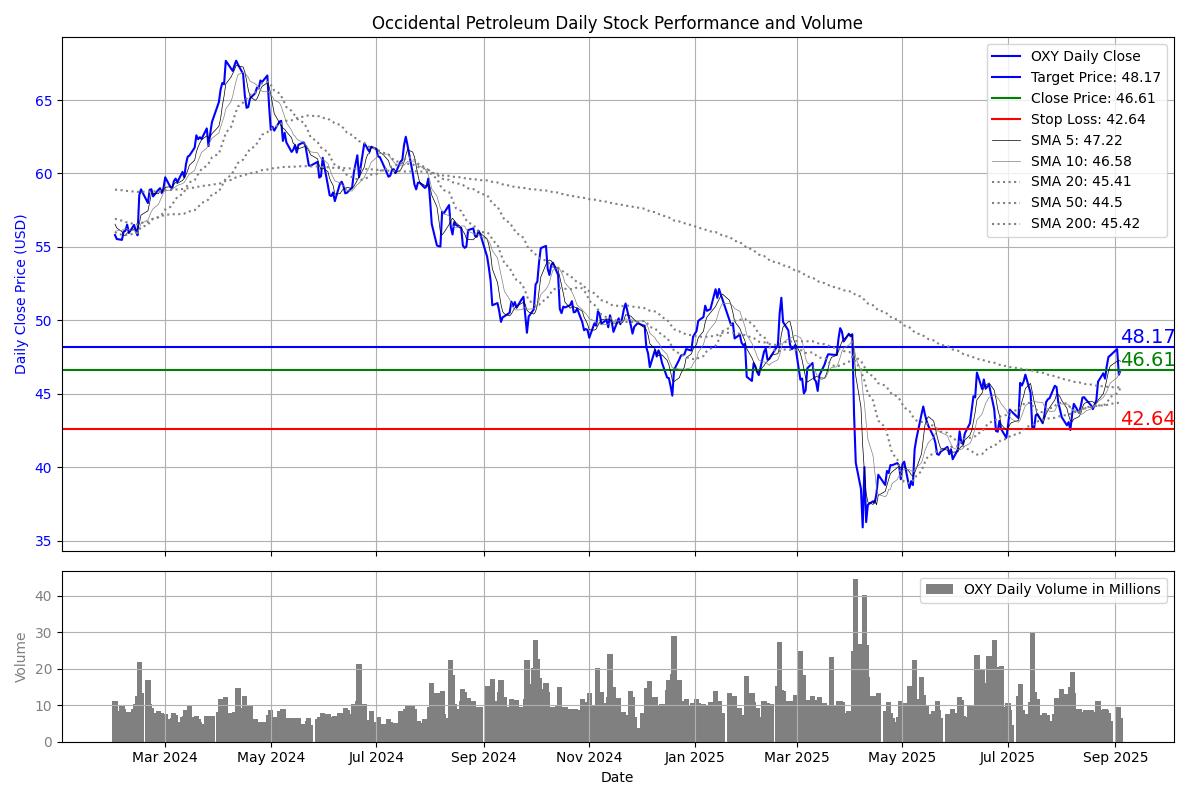 Occidental Petroleum Daily Stock Performance and Volume
Daily Close Price (USD)
65
60
55
50
45
40
35
OXY Daily Close
Target Price: 48.17
Close Price: 46.61
Stop Loss: 42.64
SMA 5: 47.22
SMA 10: 46.58
SMA 20: 45.41
SMA 50: 44.5
SMA 200: 45.42
48.17
46.61
42.64
Volume
40
30
20
10
0
OXY Daily Volume in Millions
Mar 2024
May 2024
Jul 2024
Sep 2024
Nov 2024
Jan 2025
Mar 2025
May 2025
Jul 2025
Sep 2025
Date